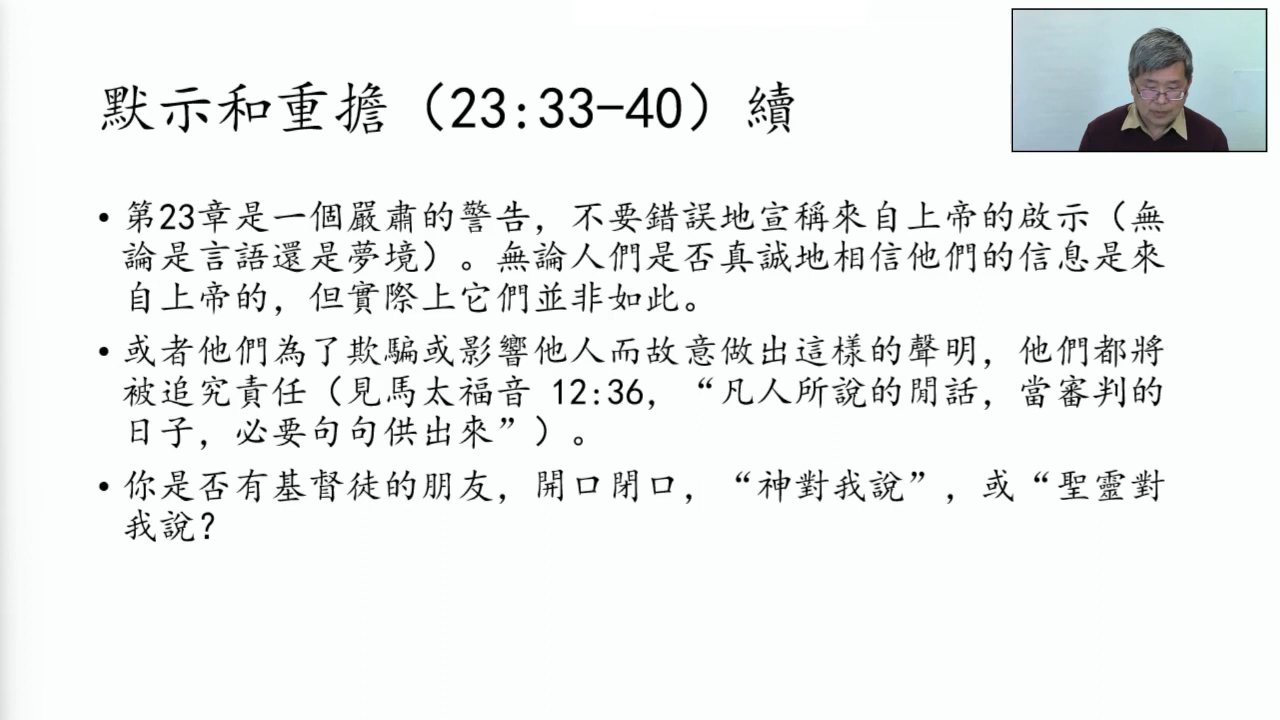 默示和重擔（23:33-40）續
• 第23章是一個嚴肅的警告，不要錯誤地宣稱來自上帝的啟示（無
論是言語還是夢境）。無論人們是否真誠地相信他們的信息是來
自上帝的，但實際上它們並非如此。
• 或者他們為了欺騙或影響他人而故意做出這樣的聲明，他們都將
被追究責任（見馬太福音 12:36，“凡人所說的閒話，當審判的
日子，必要句句供出來”）。
• 你是否有基督徒的朋友，開口閉口，“神對我說”，或“聖靈對
我說？